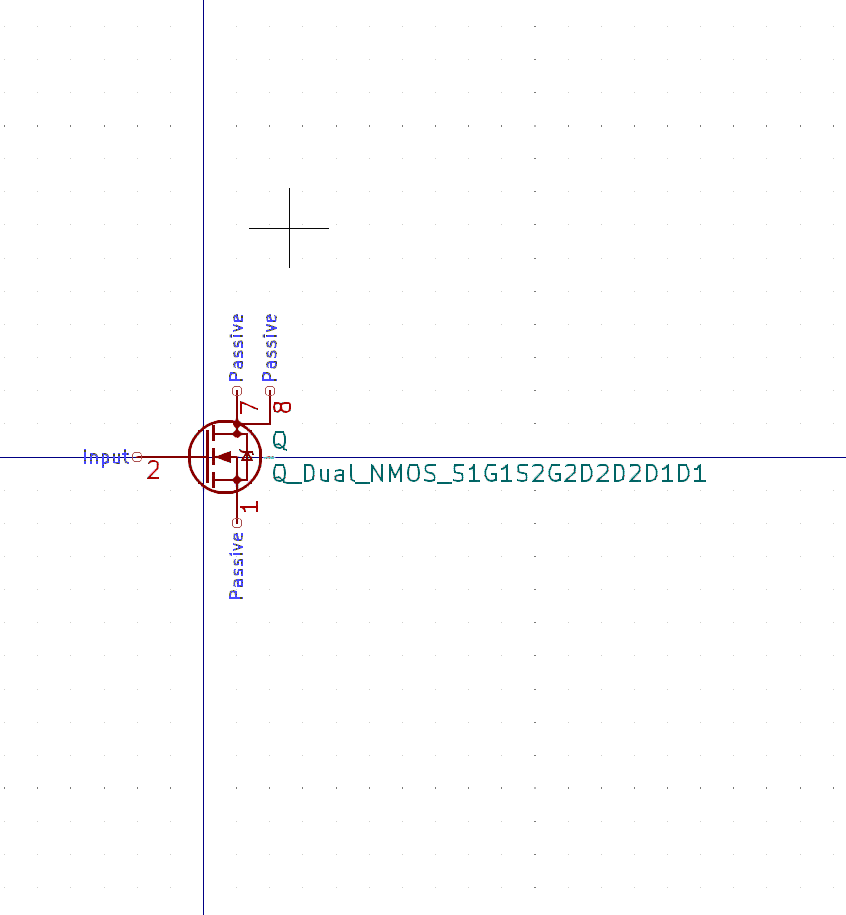 Passive
Passive
7
8
Q
Input
2
Q_Dual_NMOS_S1G1S2G2D2D2D1D1
1
Passive